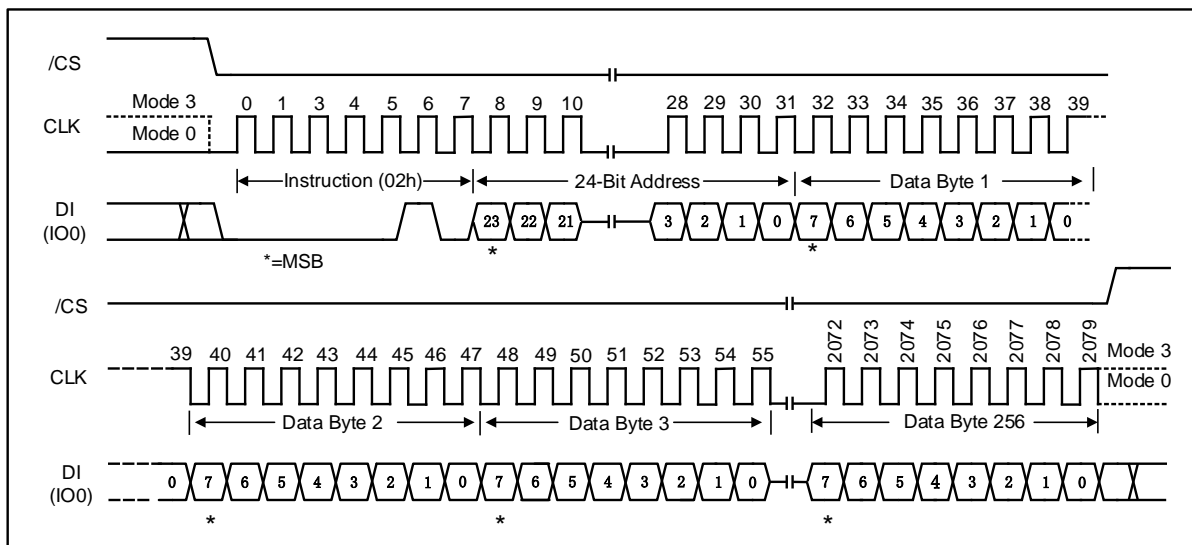 /CS
Mode 3
0 1 3 4 5 6 7 8 9 10 28 29 30 31 32 33 34 35 36 37 38 39
CLK
Mode 0
Instruction (02h) 24-Bit Address Data Byte 1
DI
(IO0)
23 22 21 3 2 1 0 7 6 5 4 3 2 1 0
* *
*=MSB
/CS
39 40 41 42 43 44 45 46 47 48 49 50 51 52 53 54 55 2072 2073 2074 2075 2076 2077 2078 2079
Mode 3
CLK
Mode 0
Data Byte 2 Data Byte 3 Data Byte 256
DI
(IO0)
0 7 6 5 4 3 2 1 0 7 6 5 4 3 2 1 0 7 6 5 4 3 2 1 0
* * *